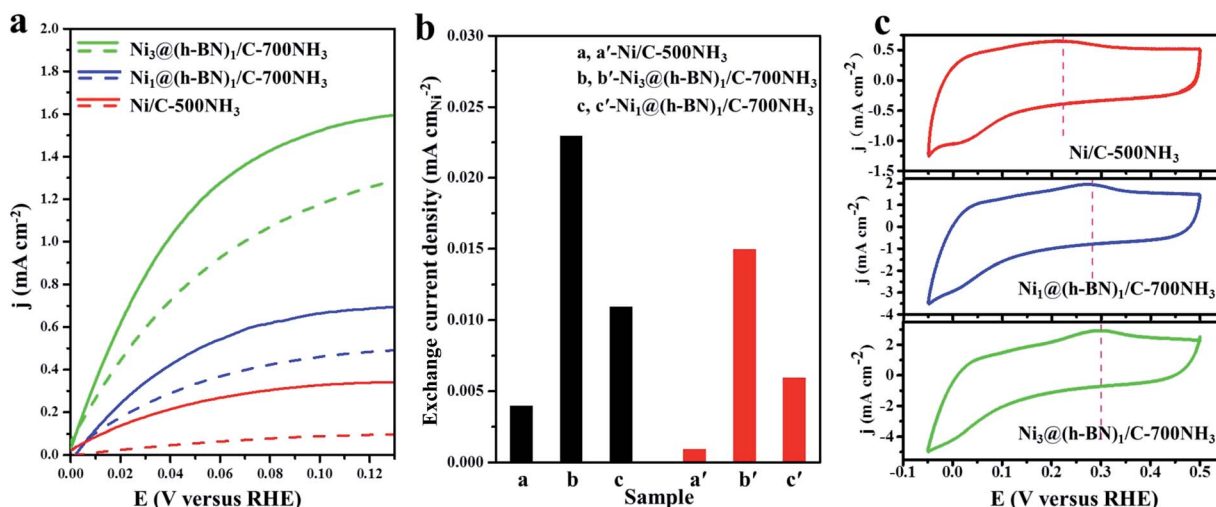 a
2.0
1.8
1.6
1.4
1.2
1.0
0.8
0.6
0.4
0.2
0.0
j (mA cm⁻²)
Ni₃@(h-BN)₁/C-700NH₃
Ni₁@(h-BN)₁/C-700NH₃
Ni/C-500NH₃
0.00 0.02 0.04 0.06 0.08 0.10 0.12
E (V versus RHE)
b
0.030
0.025
0.020
0.015
0.010
0.005
0.000
Exchange current density (mA cm_Ni⁻²)
a, a′-Ni/C-500NH₃
b, b′-Ni₃@(h-BN)₁/C-700NH₃
c, c′-Ni₁@(h-BN)₁/C-700NH₃
a b c a′ b′ c′
Sample
c
0.5
0.0
-0.5
-1.0
-1.5
j (mA cm⁻²)
Ni/C-500NH₃
2
1
0
-1
-2
-3
-4
j (mA cm⁻²)
Ni₁@(h-BN)₁/C-700NH₃
2
0
-2
-4
j (mA cm⁻²)
Ni₃@(h-BN)₁/C-700NH₃
-0.1 0.0 0.1 0.2 0.3 0.4 0.5
E (V versus RHE)